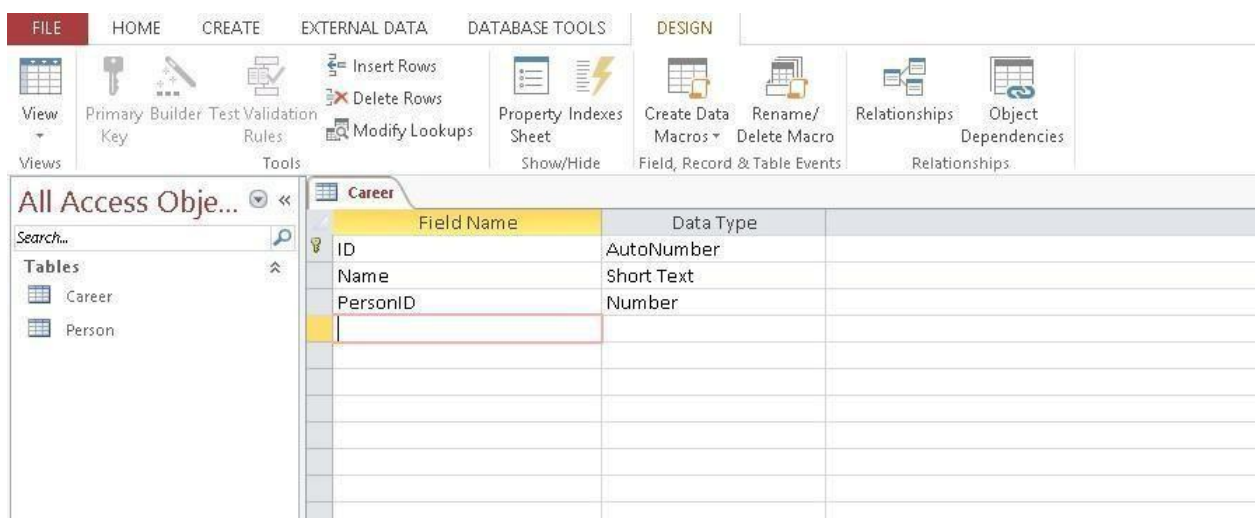 FILE HOME CREATE EXTERNAL DATA DATABASE TOOLS DESIGN
View
Primary Key
Builder
Test Validation Rules
Insert Rows
Delete Rows
Modify Lookups
Property Sheet
Indexes
Create Data Macros
Rename/ Delete Macro
Relationships
Object Dependencies
Views Tools Show/Hide Field, Record & Table Events Relationships
All Access Obje...
Search...
Tables
Career
Person
Career
Field Name Data Type
ID AutoNumber
Name Short Text
PersonID Number